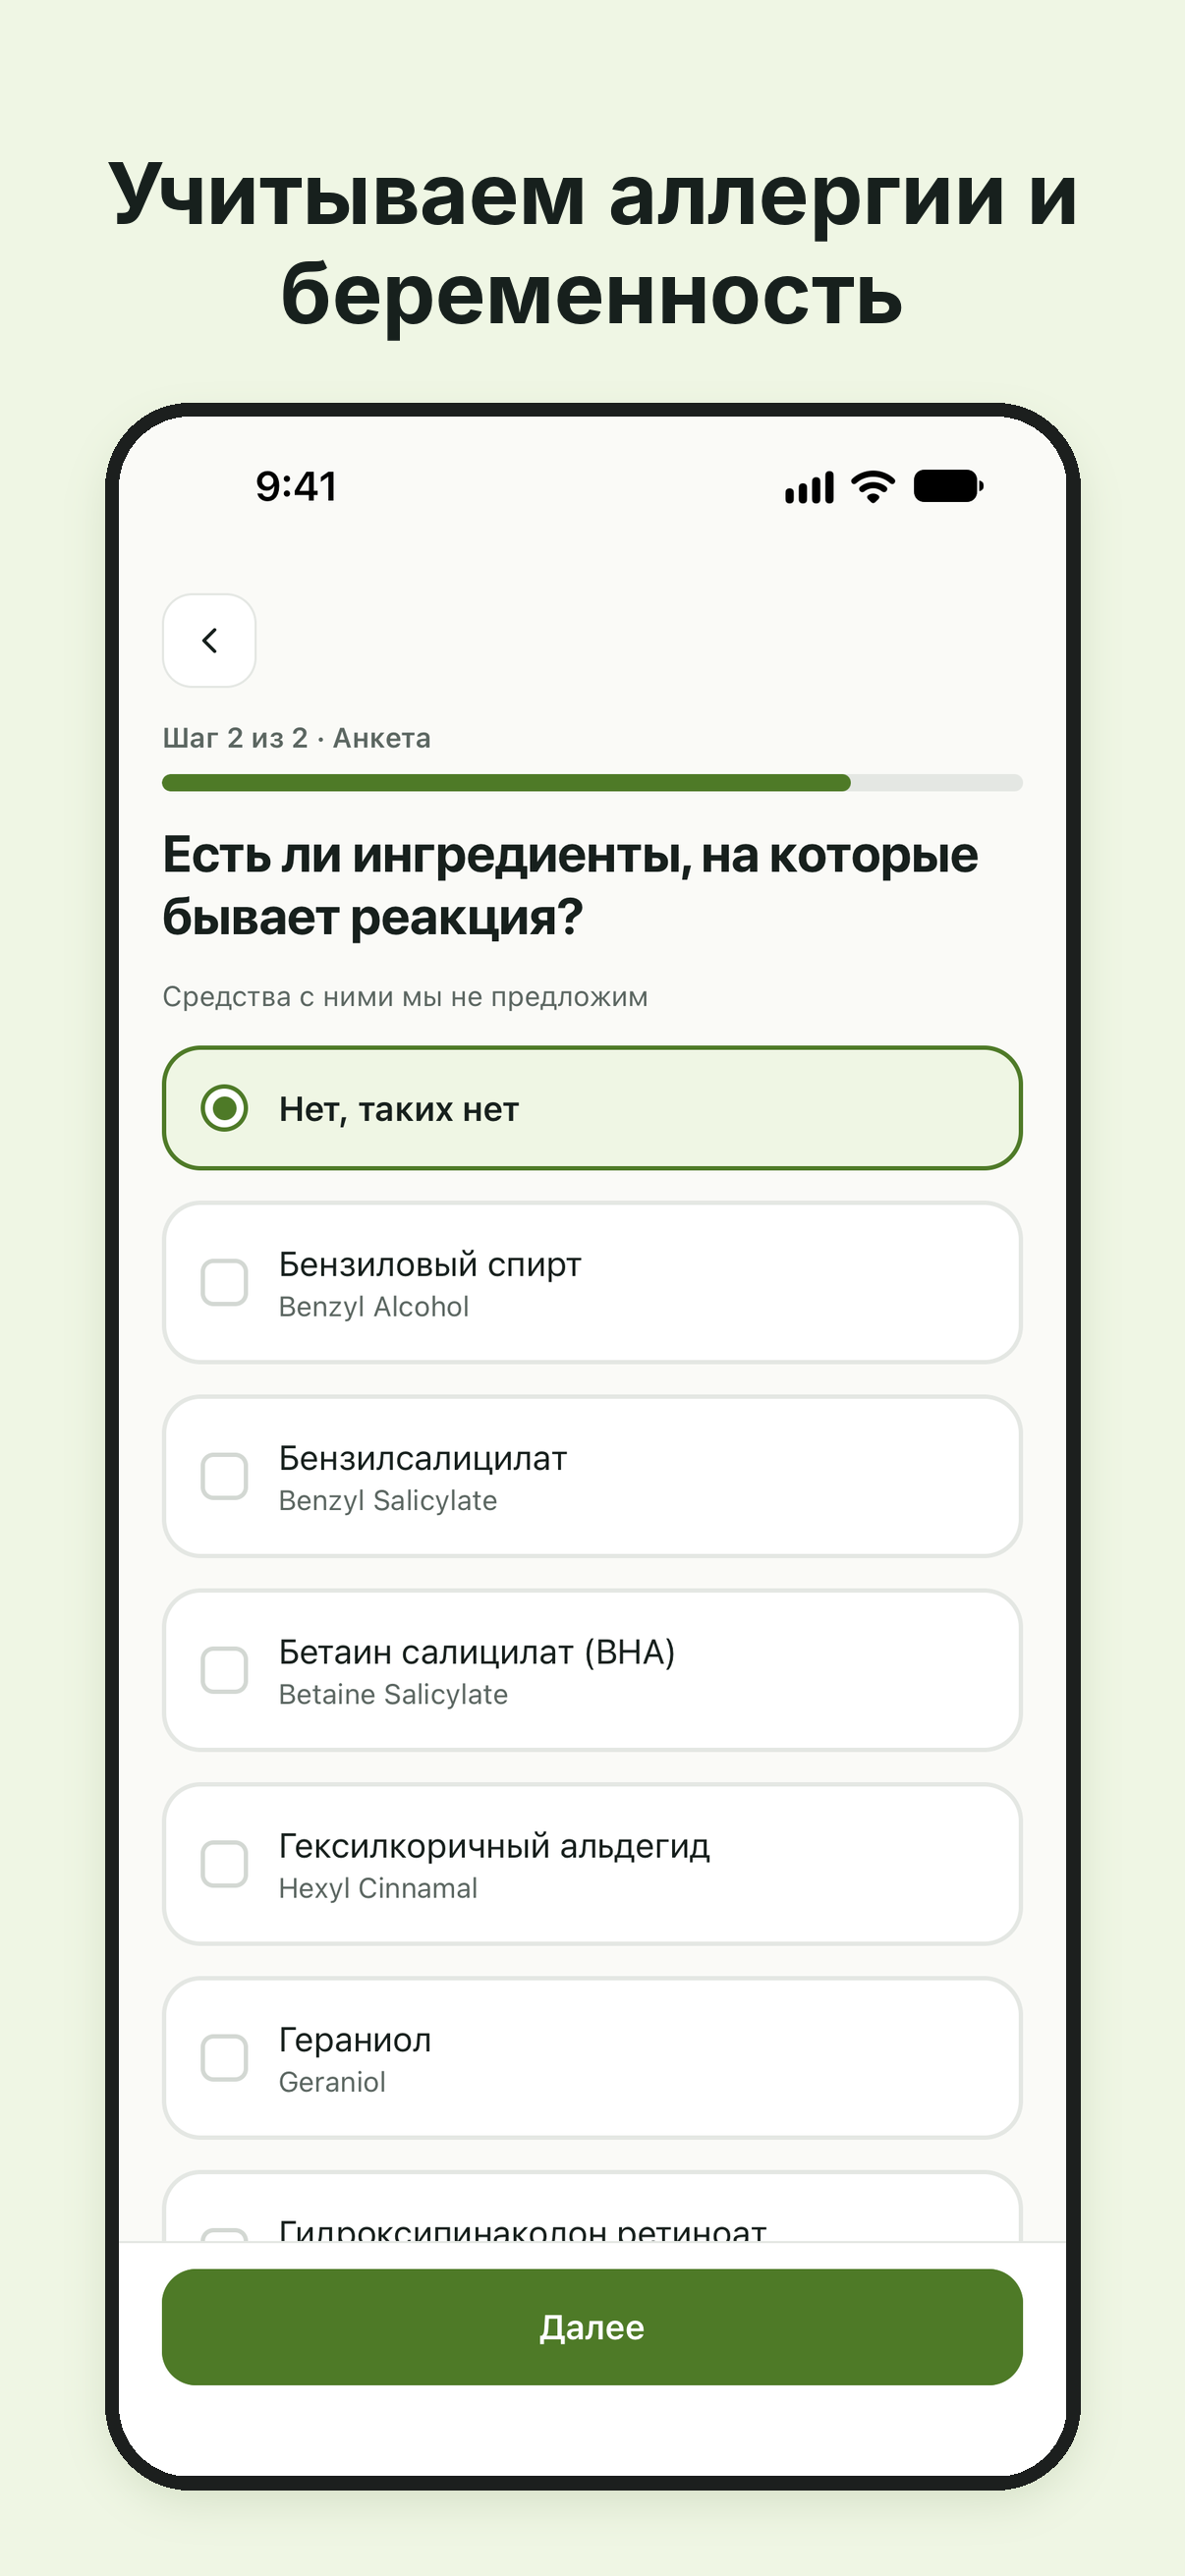 Учитываем аллергии и
беременность
9:41
Шаг 2 из 2 · Анкета
Есть ли ингредиенты, на которые
бывает реакция?
Средства с ними мы не предложим
Нет, таких нет
Бензиловый спирт
Benzyl Alcohol
Бензилсалицилат
Benzyl Salicylate
Бетаин салицилат (BHA)
Betaine Salicylate
Гексилкоричный альдегид
Hexyl Cinnamal
Гераниол
Geraniol
Гидроксипинаколон ретиноат
Далее